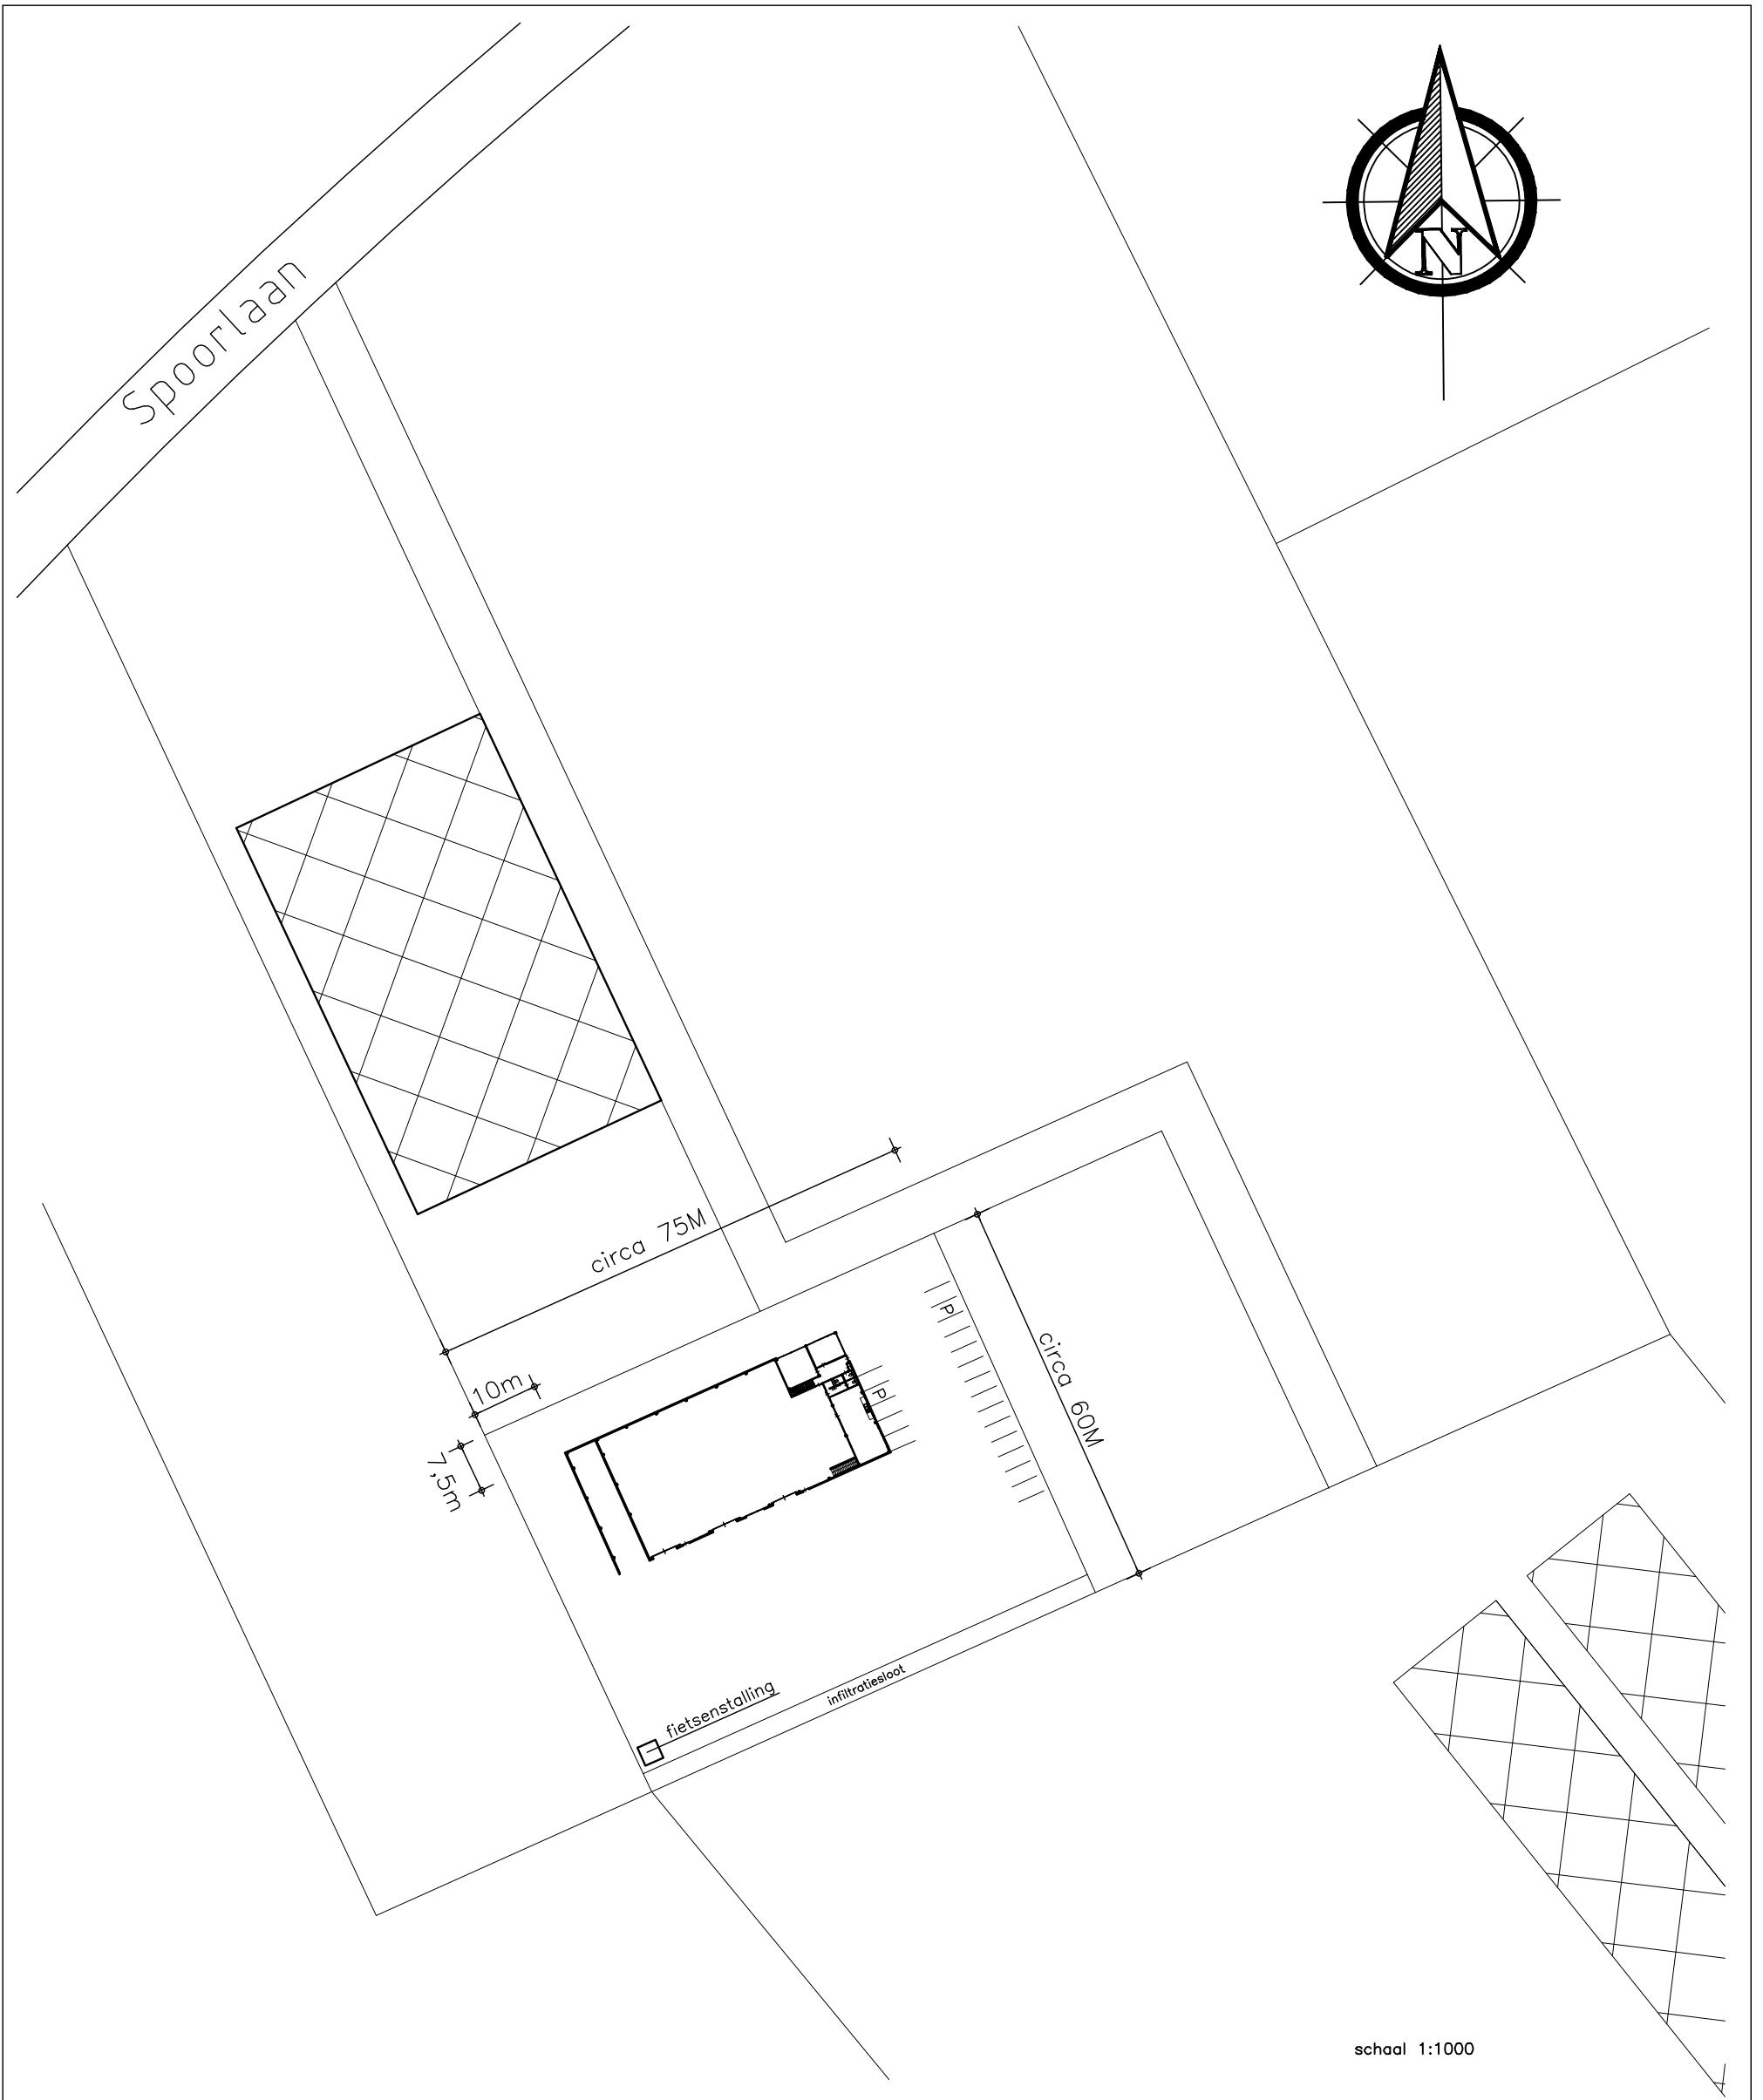 N
Spoorlaan
circa 75M
10m
7,5m
P
P
circa 60M
fietsenstalling
infiltratiesloot
schaal 1:1000